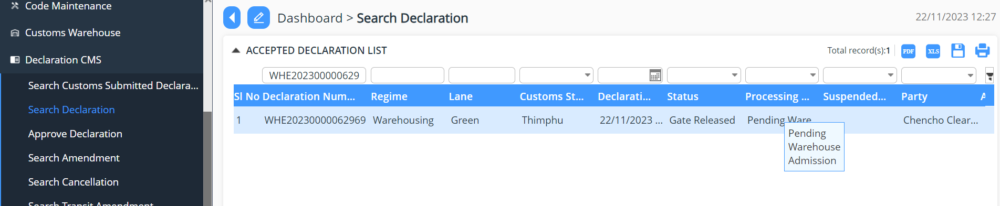 Code Maintenance
Customs Warehouse
Declaration CMS
Search Customs Submitted Declara...
Search Declaration
Approve Declaration
Search Amendment
Search Cancellation
Search Transit Amendment
Dashboard > Search Declaration
22/11/2023 12:27
ACCEPTED DECLARATION LIST
Total record(s):1
PDF
XLS
WHE202300000629
Sl No Declaration Num... Regime Lane Customs St... Declarati... Status Processing ... Suspended... Party A
1 WHE20230000062969 Warehousing Green Thimphu 22/11/2023 ... Gate Released Pending Ware Chencho Clear...
Pending
Warehouse
Admission